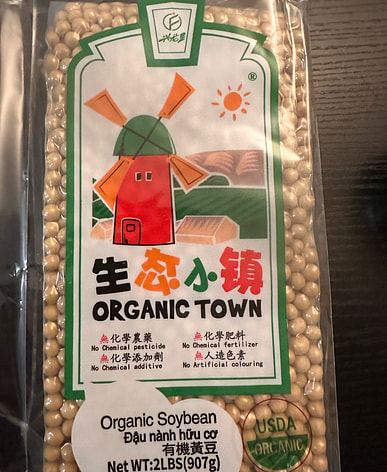 ®
生态小镇
ORGANIC TOWN
無化學農藥
No Chemical pesticide
無化學肥料
No Chemical fertilizer
無化學添加劑
No Chemical additive
無人造色素
No Artificial colouring
Organic Soybean
Đậu nành hữu cơ
有機黃豆
Net WT:2LBS(907g)
USDA
ORGANIC